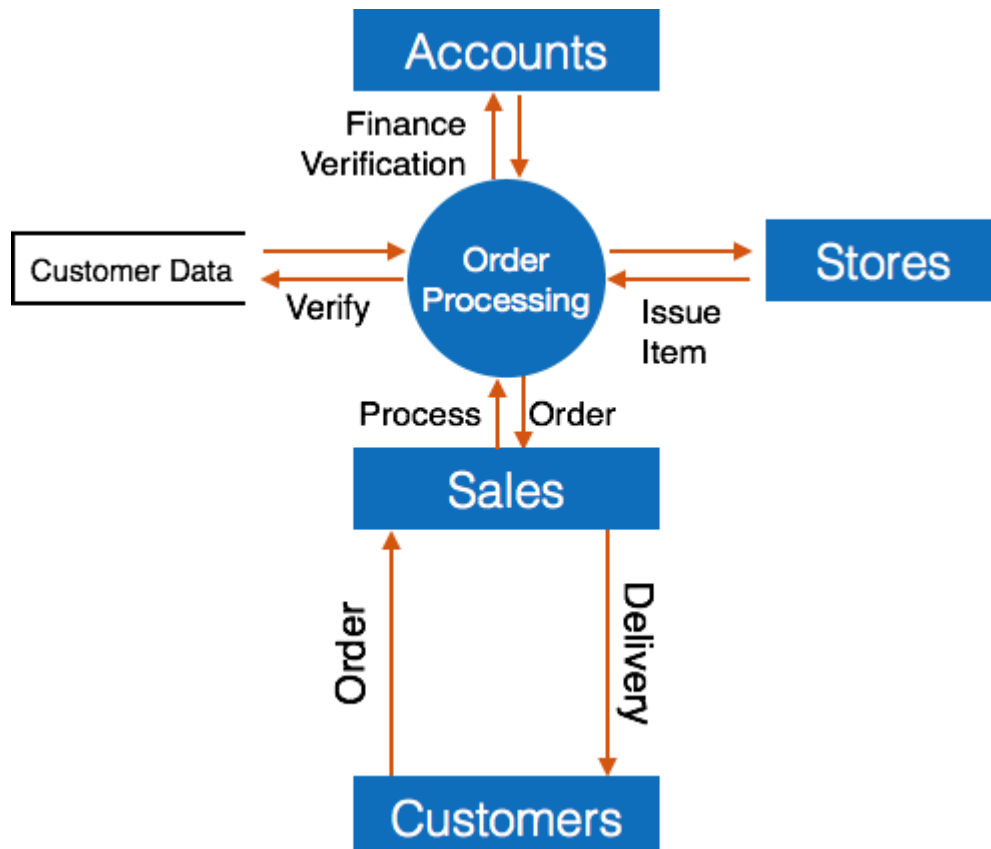 Accounts
Finance
Verification
Customer Data
Order
Processing
Stores
Verify
Issue
Item
Process
Order
Sales
Order
Delivery
Customers